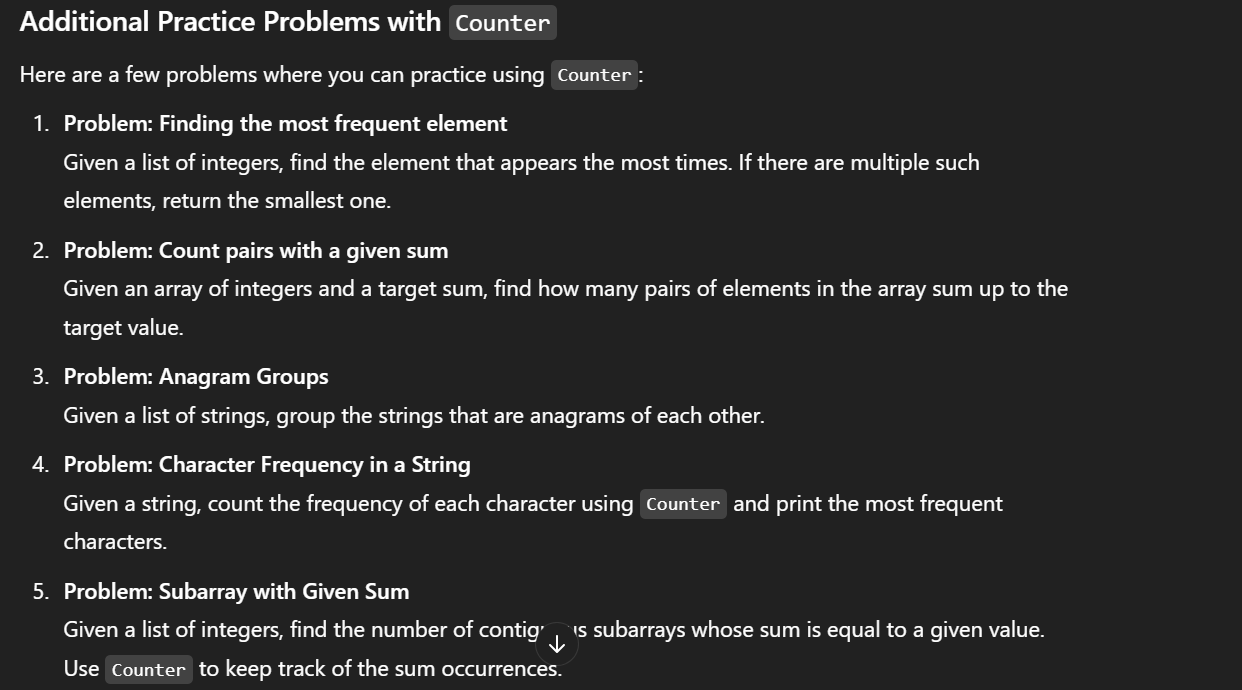 Additional Practice Problems with Counter
Here are a few problems where you can practice using Counter:
1. Problem: Finding the most frequent element
Given a list of integers, find the element that appears the most times. If there are multiple such
elements, return the smallest one.
2. Problem: Count pairs with a given sum
Given an array of integers and a target sum, find how many pairs of elements in the array sum up to the
target value.
3. Problem: Anagram Groups
Given a list of strings, group the strings that are anagrams of each other.
4. Problem: Character Frequency in a String
Given a string, count the frequency of each character using Counter and print the most frequent
characters.
5. Problem: Subarray with Given Sum
Given a list of integers, find the number of contiguous subarrays whose sum is equal to a given value.
Use Counter to keep track of the sum occurrences.